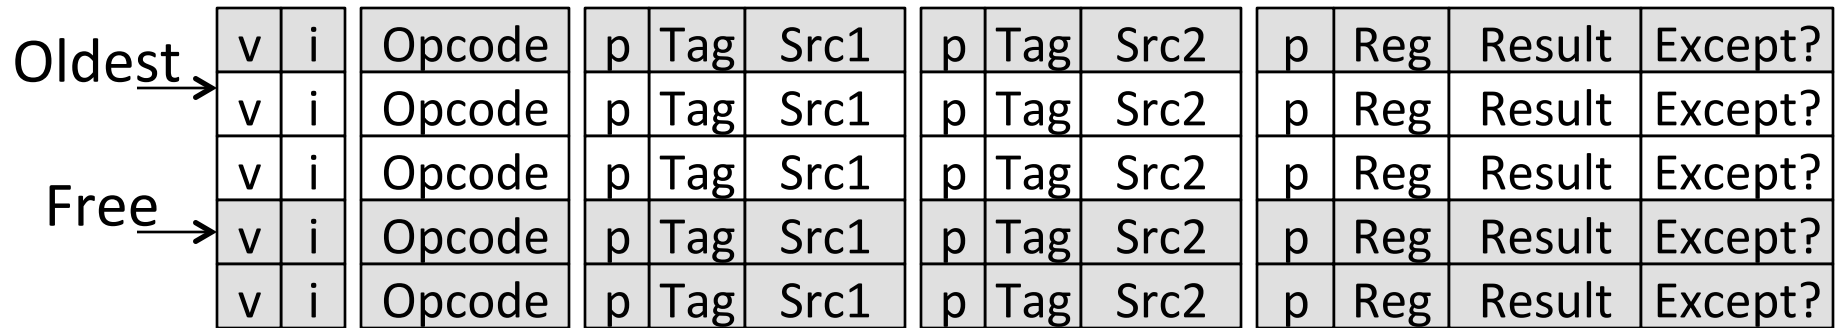 v i Opcode p Tag Src1 p Tag Src2 p Reg Result Except?
Oldest
v i Opcode p Tag Src1 p Tag Src2 p Reg Result Except?
v i Opcode p Tag Src1 p Tag Src2 p Reg Result Except?
Free
v i Opcode p Tag Src1 p Tag Src2 p Reg Result Except?
v i Opcode p Tag Src1 p Tag Src2 p Reg Result Except?